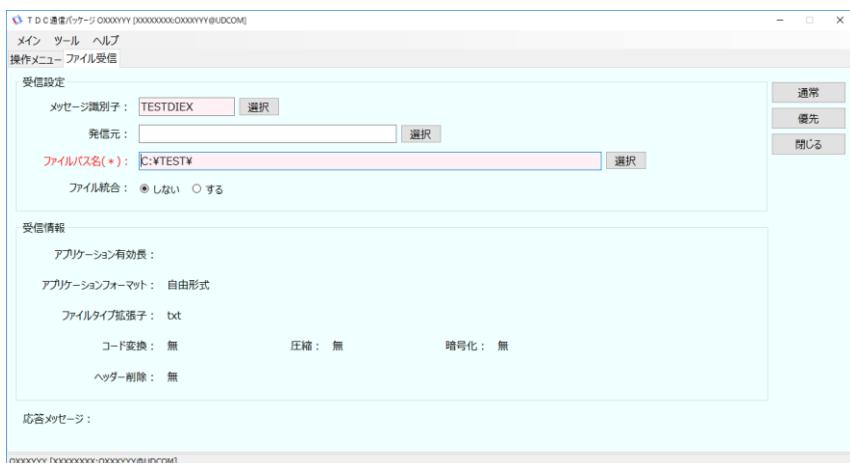 TDC通信パッケージ OXXXYYY [XXXXXXXX:OXXXYYY@UDCOM]
メイン ツール ヘルプ
操作メニュー ファイル受信
受信設定
メッセージ識別子： TESTDIEX 選択
発信元： 選択
ファイルパス名(＊)： C:¥TEST¥ 選択
ファイル統合： しない する
通常
優先
閉じる
受信情報
アプリケーション有効長：
アプリケーションフォーマット： 自由形式
ファイルタイプ拡張子： txt
コード変換： 無 圧縮： 無 暗号化： 無
ヘッダー削除： 無
応答メッセージ：
OXXXYYY [XXXXXXXX:OXXXYYY@UDCOM]